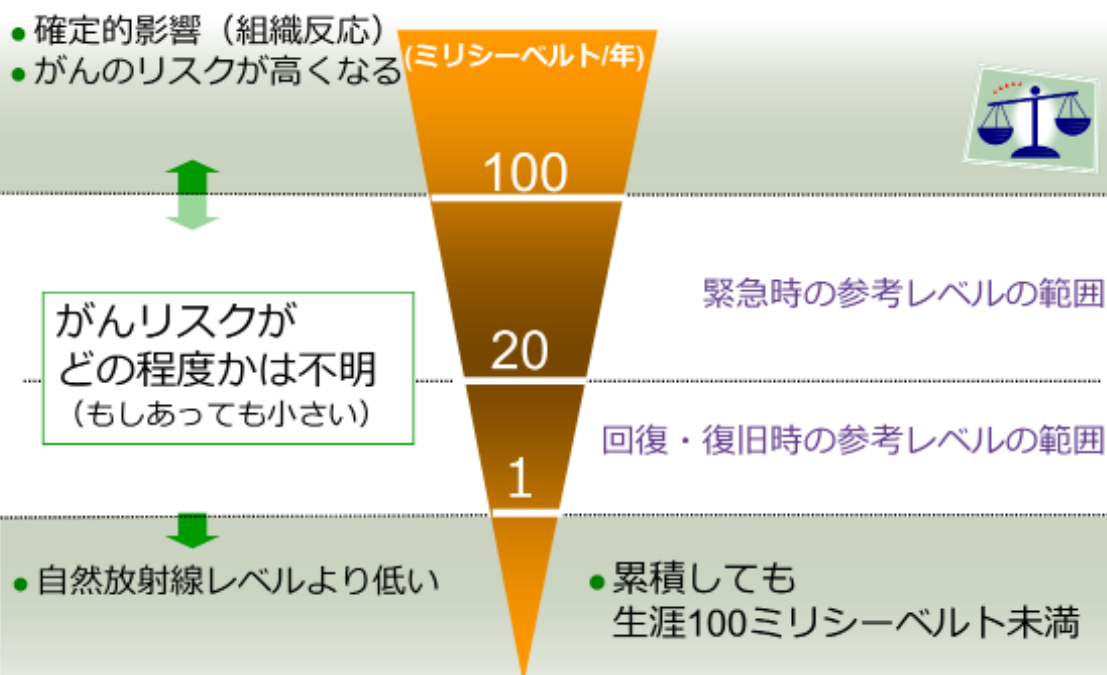 確定的影響（組織反応）
がんのリスクが高くなる
(ミリシーベルト/年)
100
緊急時の参考レベルの範囲
がんリスクが
どの程度かは不明
（もしあっても小さい）
20
回復・復旧時の参考レベルの範囲
1
自然放射線レベルより低い
累積しても
生涯100ミリシーベルト未満